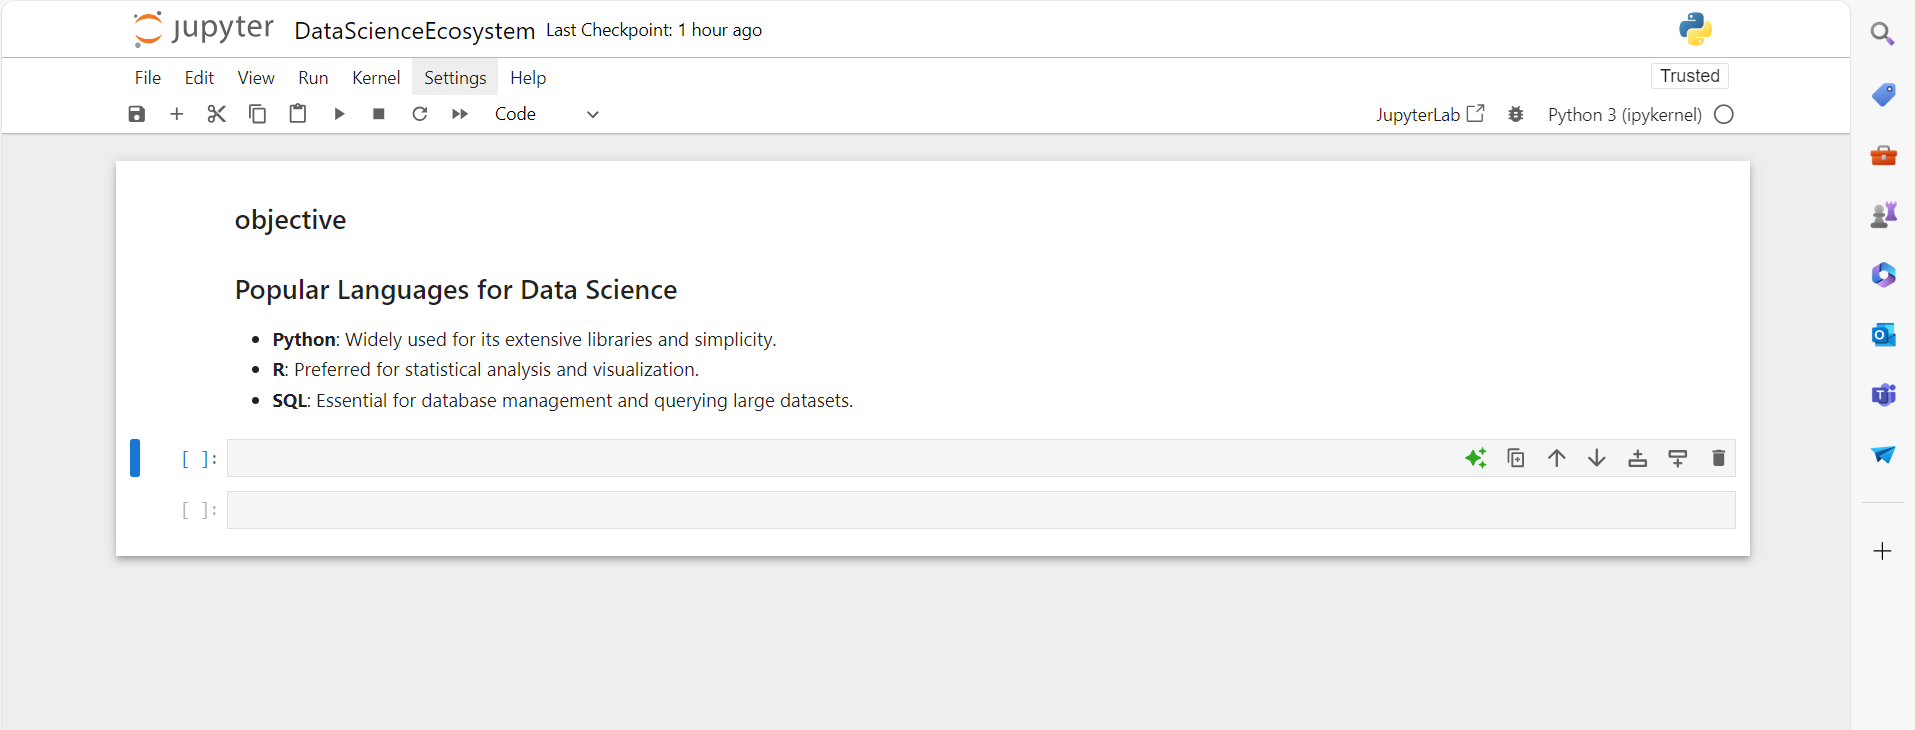 jupyter DataScienceEcosystem Last Checkpoint: 1 hour ago
File Edit View Run Kernel Settings Help Trusted
Code JupyterLab Python 3 (ipykernel)
objective
Popular Languages for Data Science
• Python: Widely used for its extensive libraries and simplicity.
• R: Preferred for statistical analysis and visualization.
• SQL: Essential for database management and querying large datasets.
[ ]:
[ ]: